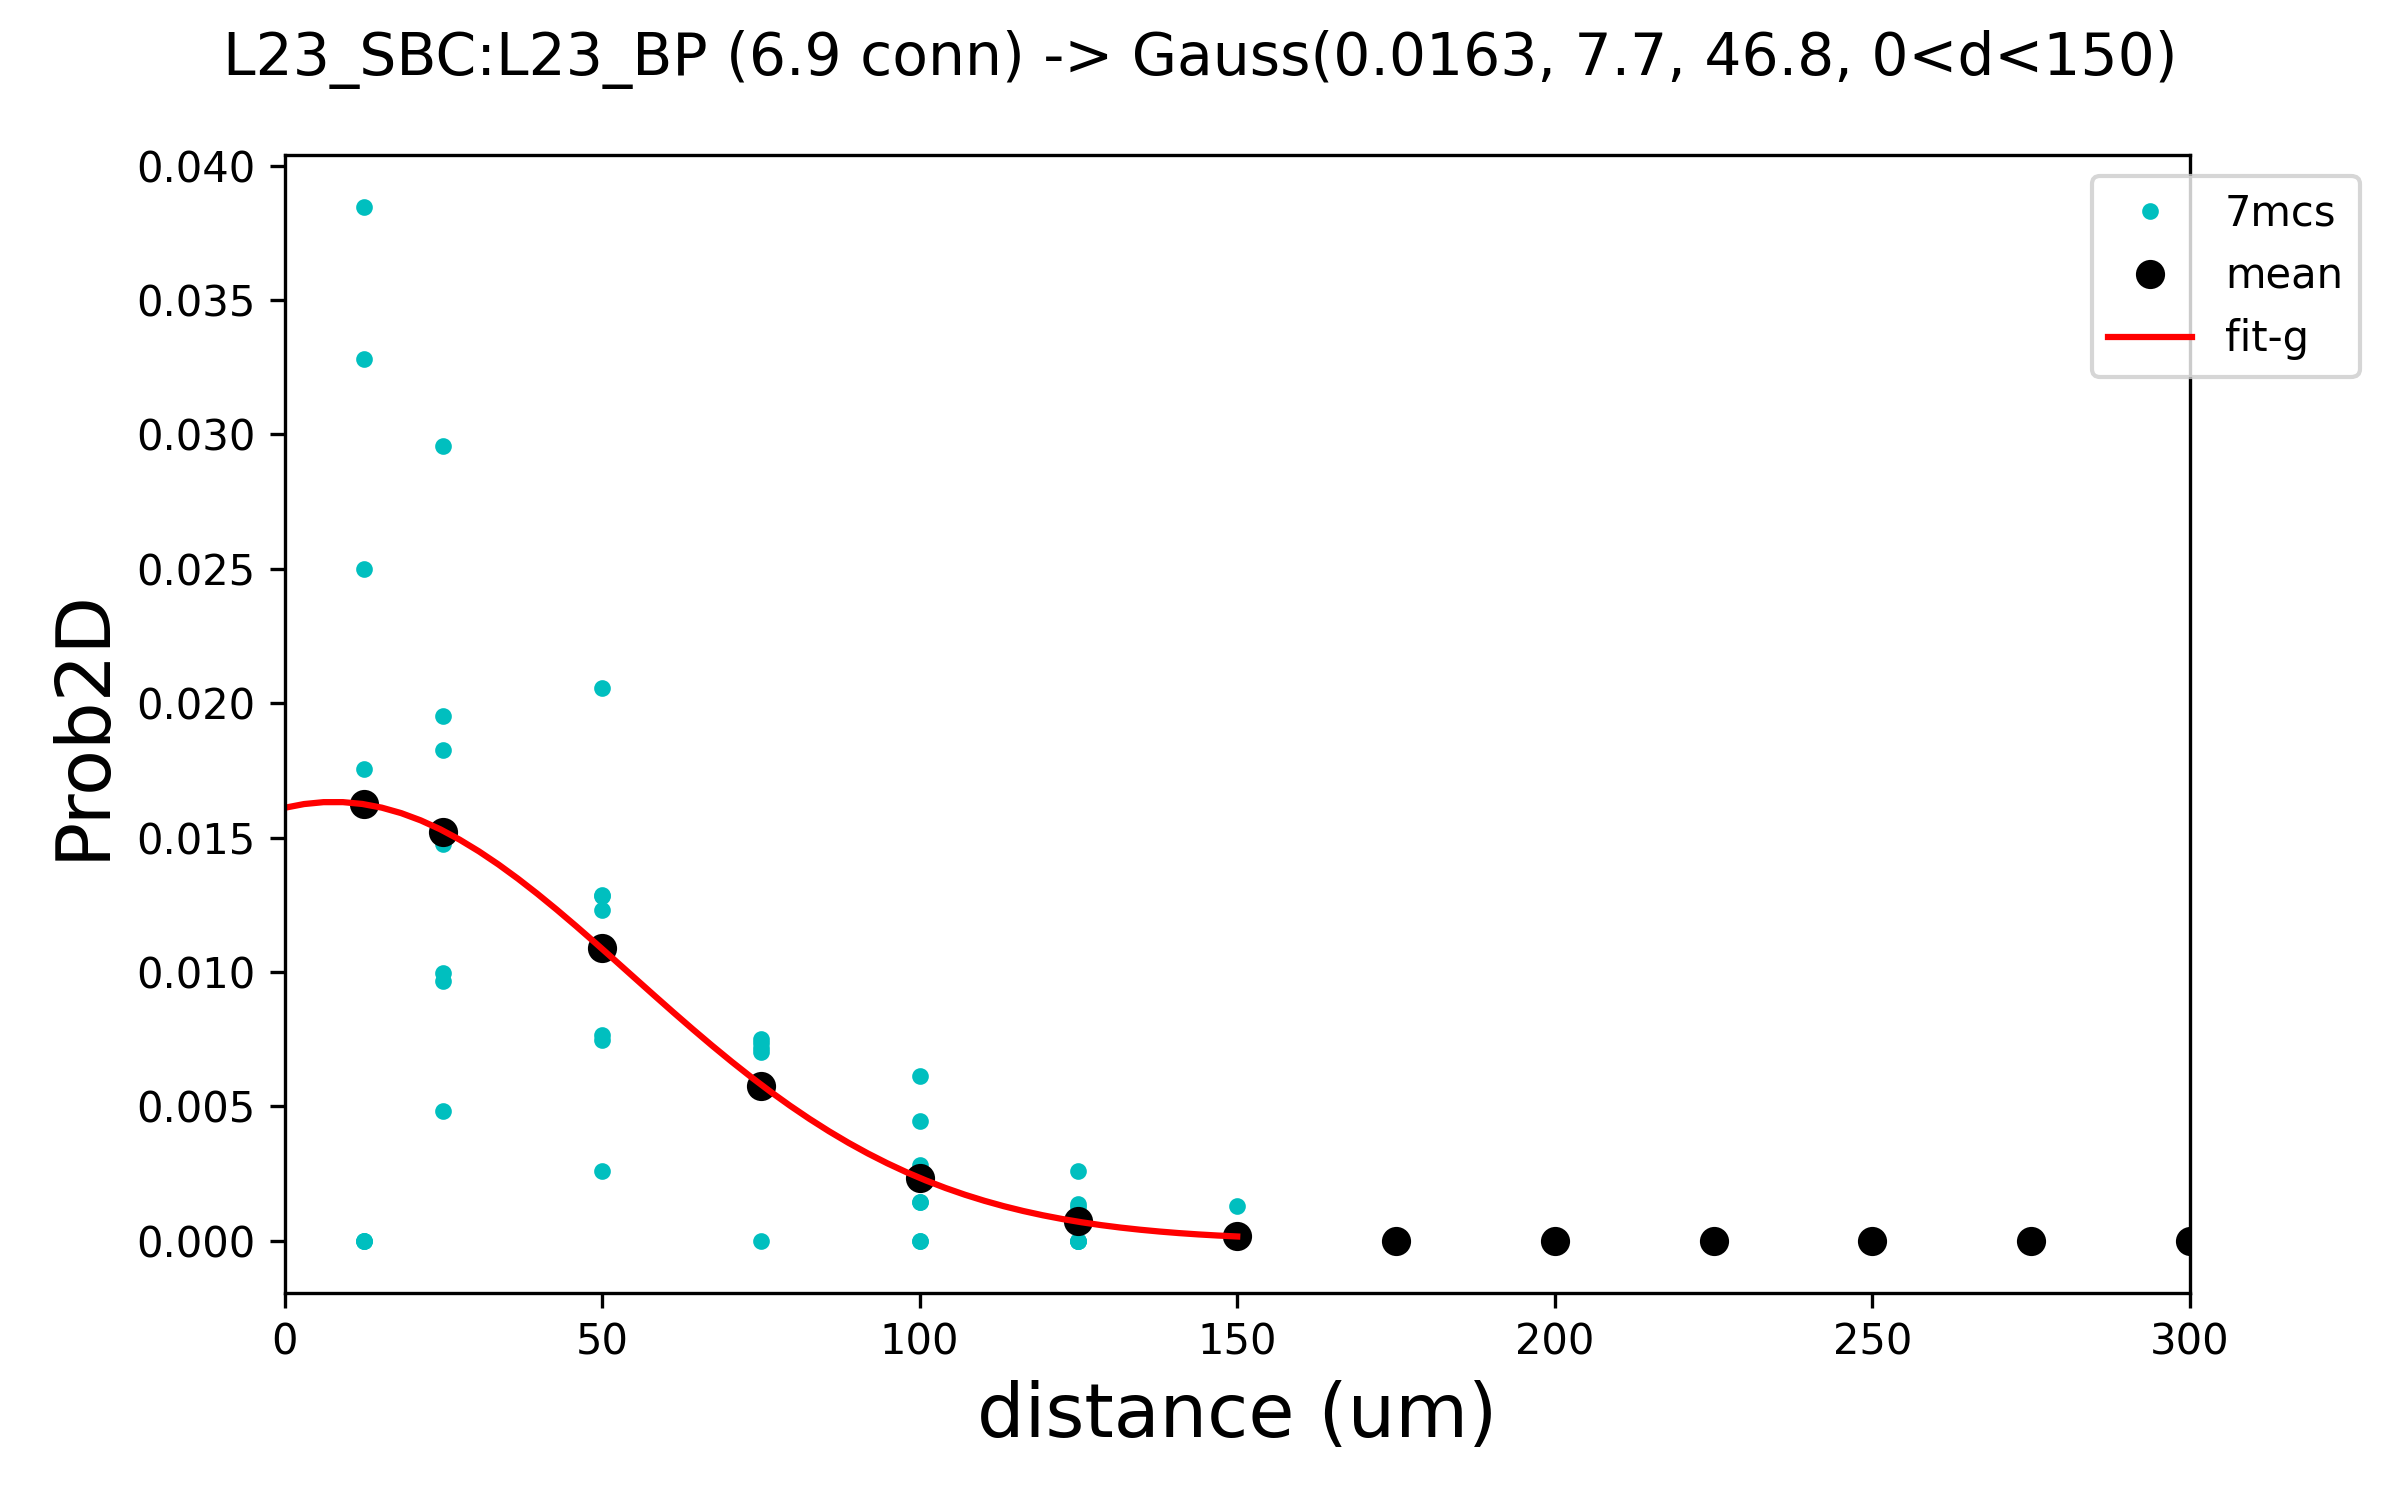 L23_SBC:L23_BP (6.9 conn) -> Gauss(0.0163, 7.7, 46.8, 0<d<150)
0.040
0.035
0.030
0.025
0.020
0.015
0.010
0.005
0.000
Prob2D
7mcs
mean
fit-g
0 50 100 150 200 250 300
distance (um)